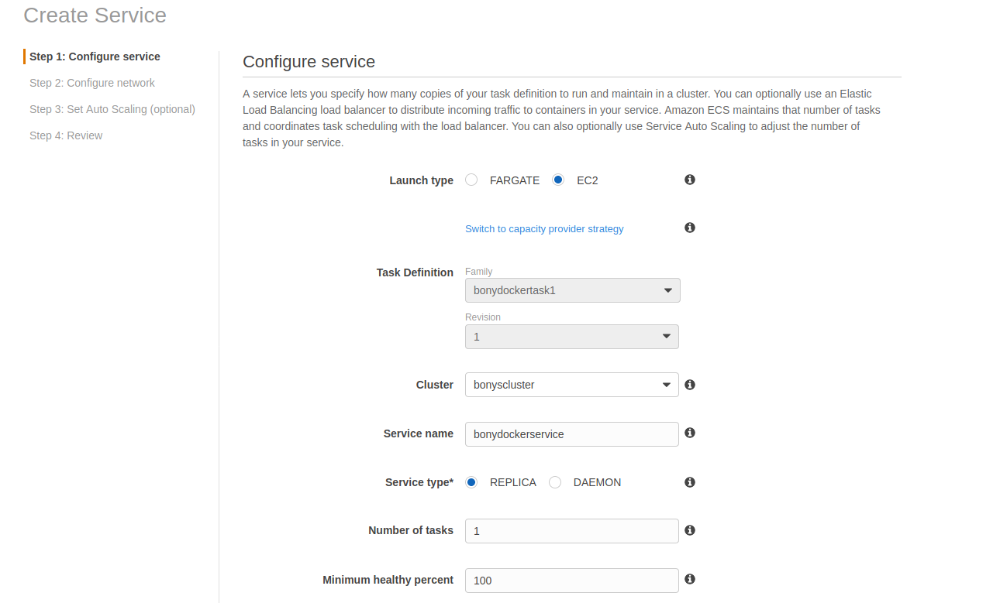 Create Service
Step 1: Configure service
Step 2: Configure network
Step 3: Set Auto Scaling (optional)
Step 4: Review
Configure service
A service lets you specify how many copies of your task definition to run and maintain in a cluster. You can optionally use an Elastic
Load Balancing load balancer to distribute incoming traffic to containers in your service. Amazon ECS maintains that number of tasks
and coordinates task scheduling with the load balancer. You can also optionally use Service Auto Scaling to adjust the number of
tasks in your service.
Launch type FARGATE EC2
Switch to capacity provider strategy
Task Definition Family
bonydockertask1
Revision
1
Cluster bonyscluster
Service name bonydockerservice
Service type* REPLICA DAEMON
Number of tasks 1
Minimum healthy percent 100